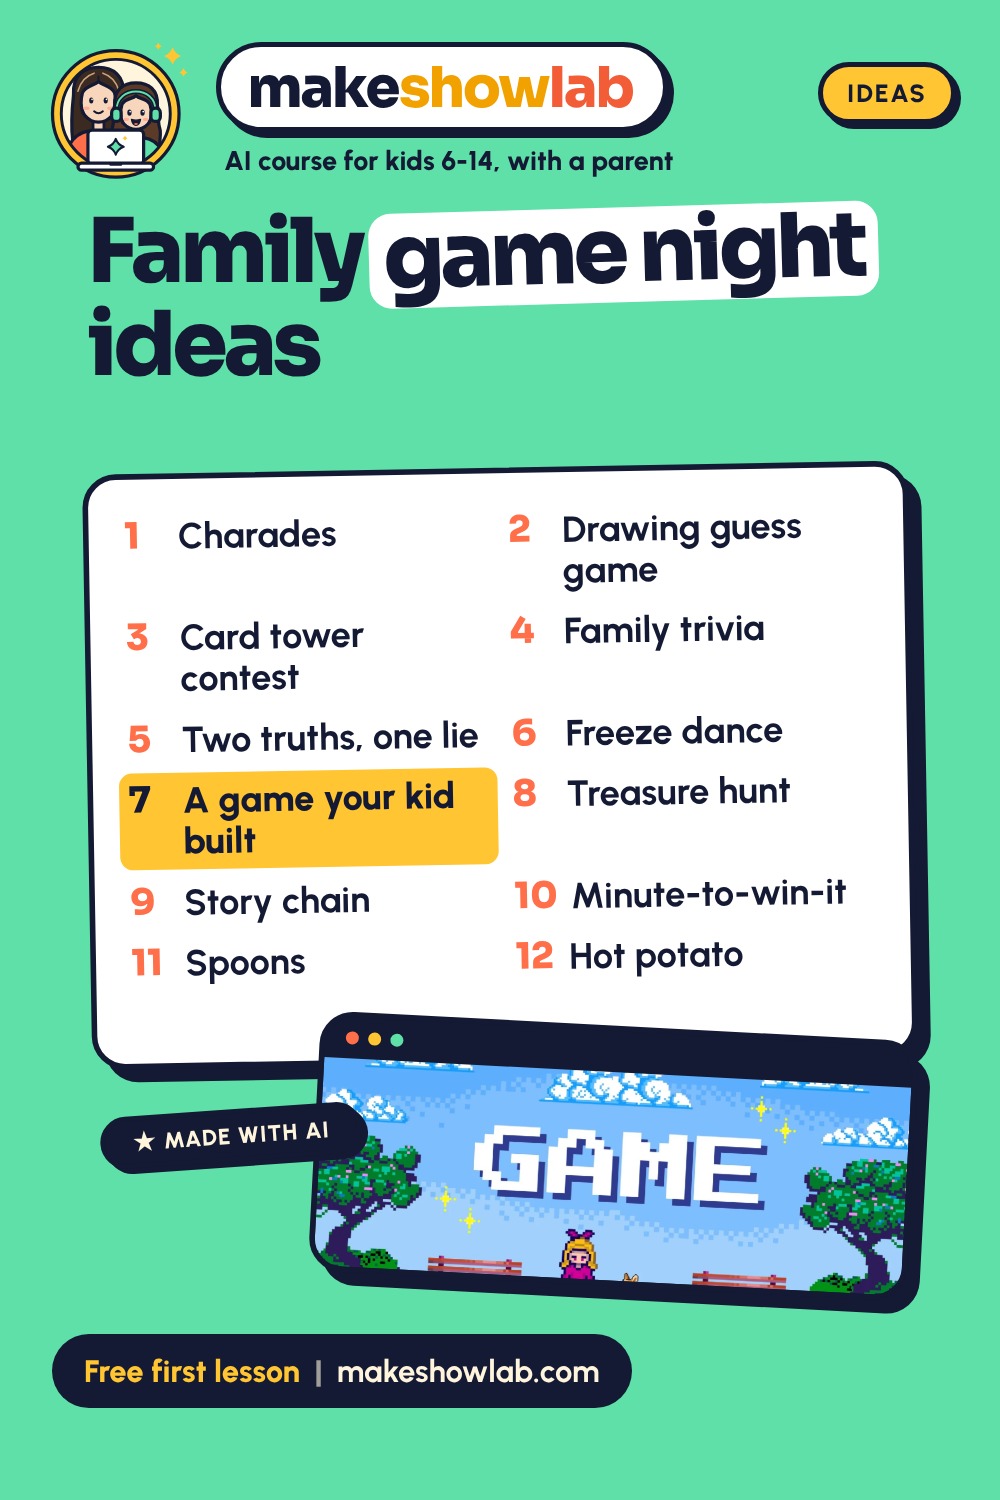 makeshowlab
IDEAS
AI course for kids 6-14, with a parent
Family game night
ideas
1 Charades
2 Drawing guess
game
3 Card tower
contest
4 Family trivia
5 Two truths, one lie
6 Freeze dance
7 A game your kid
built
8 Treasure hunt
9 Story chain
10 Minute-to-win-it
11 Spoons
12 Hot potato
★ MADE WITH AI
GAME
Free first lesson | makeshowlab.com